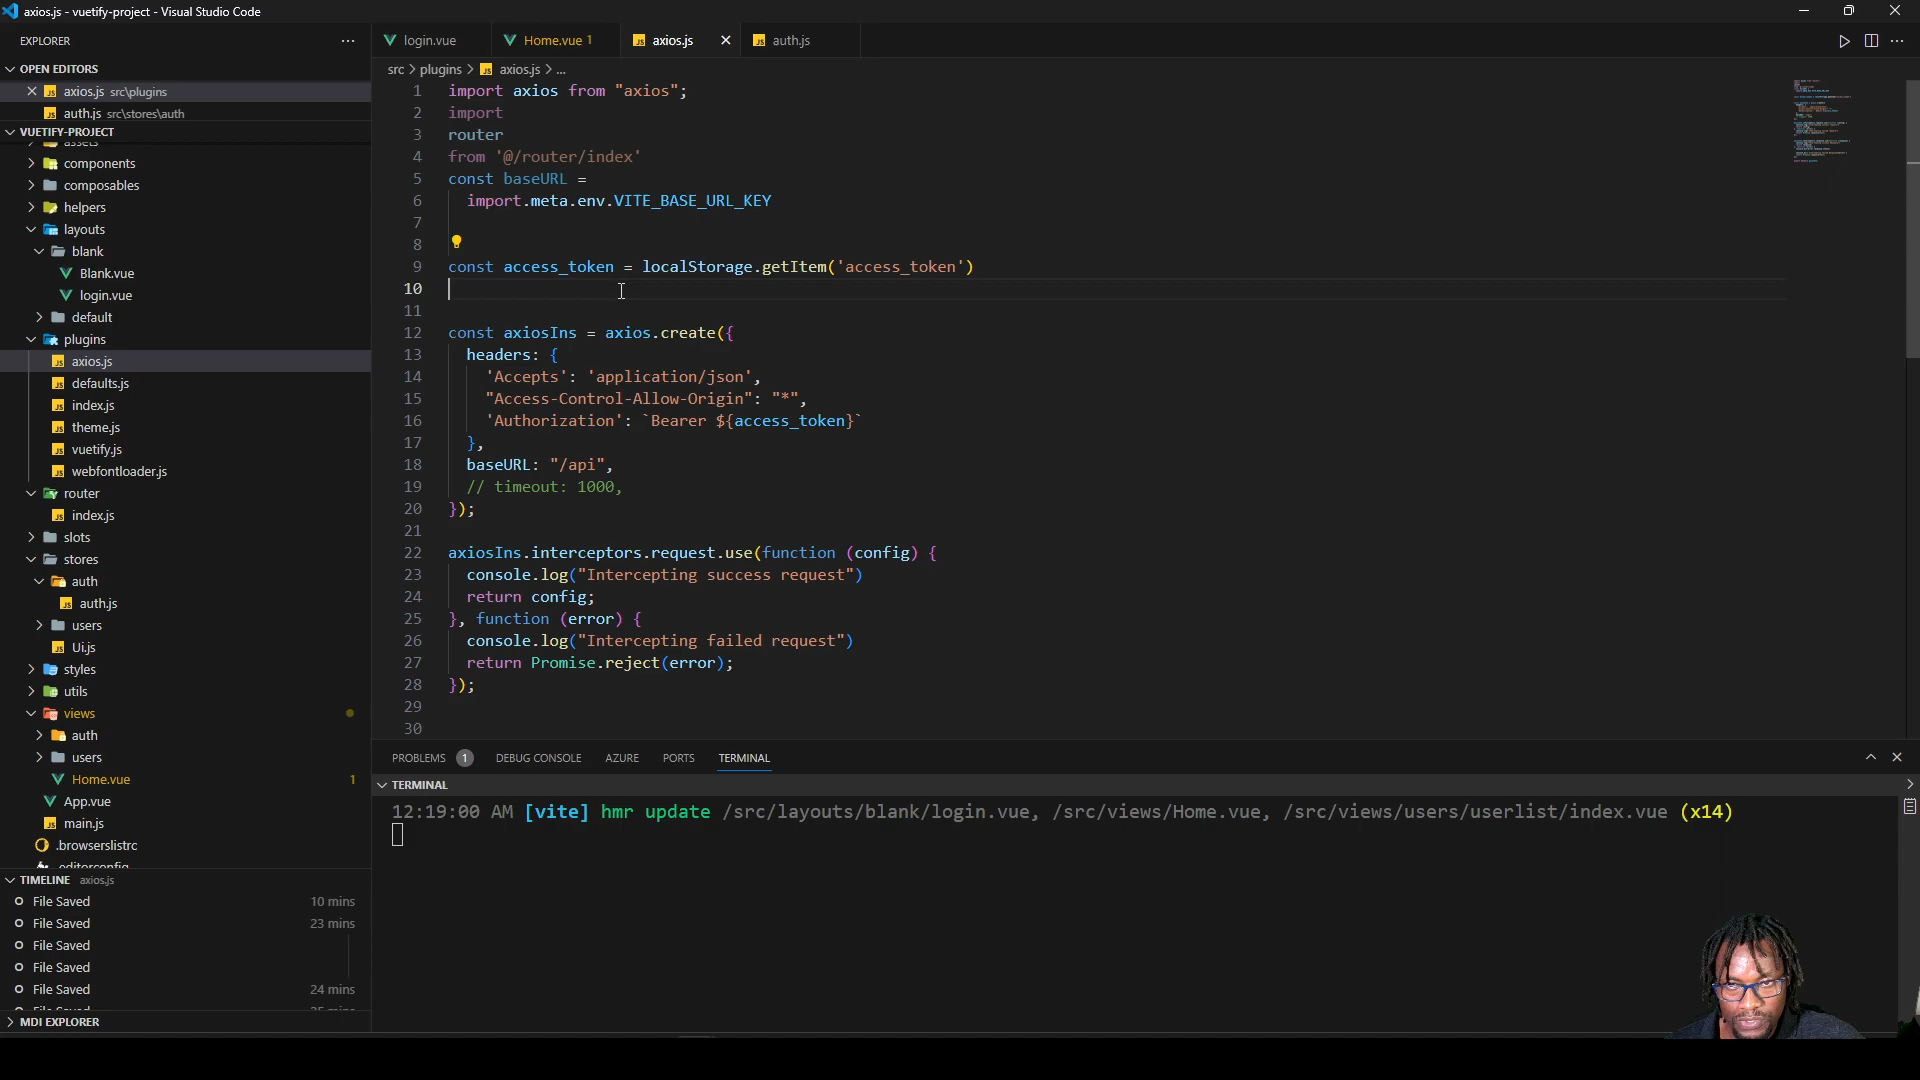 axios.js - vuetify-project - Visual Studio Code
EXPLORER
OPEN EDITORS
axios.js src\plugins
auth.js src\stores\auth
VUETIFY-PROJECT
assets
components
composables
helpers
layouts
blank
Blank.vue
login.vue
default
plugins
axios.js
defaults.js
index.js
theme.js
vuetify.js
webfontloader.js
router
index.js
slots
stores
auth
auth.js
users
Ui.js
styles
utils
views
auth
users
Home.vue 1
App.vue
main.js
.browserslistrc
.editorconfig
TIMELINE axios.js
File Saved 10 mins
File Saved 23 mins
File Saved
File Saved
File Saved 24 mins
MDI EXPLORER
login.vue
Home.vue 1
axios.js
auth.js
src > plugins > axios.js > ...
1 import axios from "axios";
2 import
3 router
4 from '@/router/index'
5 const baseURL =
6 import.meta.env.VITE_BASE_URL_KEY
7
8
9 const access_token = localStorage.getItem('access_token')
10
11
12 const axiosIns = axios.create({
13 headers: {
14 'Accepts': 'application/json',
15 "Access-Control-Allow-Origin": "*",
16 'Authorization': `Bearer ${access_token}`
17 },
18 baseURL: "/api",
19 // timeout: 1000,
20 });
21
22 axiosIns.interceptors.request.use(function (config) {
23 console.log("Intercepting success request")
24 return config;
25 }, function (error) {
26 console.log("Intercepting failed request")
27 return Promise.reject(error);
28 });
29
30
PROBLEMS 1 DEBUG CONSOLE AZURE PORTS TERMINAL
TERMINAL
12:19:00 AM [vite] hmr update /src/layouts/blank/login.vue, /src/views/Home.vue, /src/views/users/userlist/index.vue (x14)